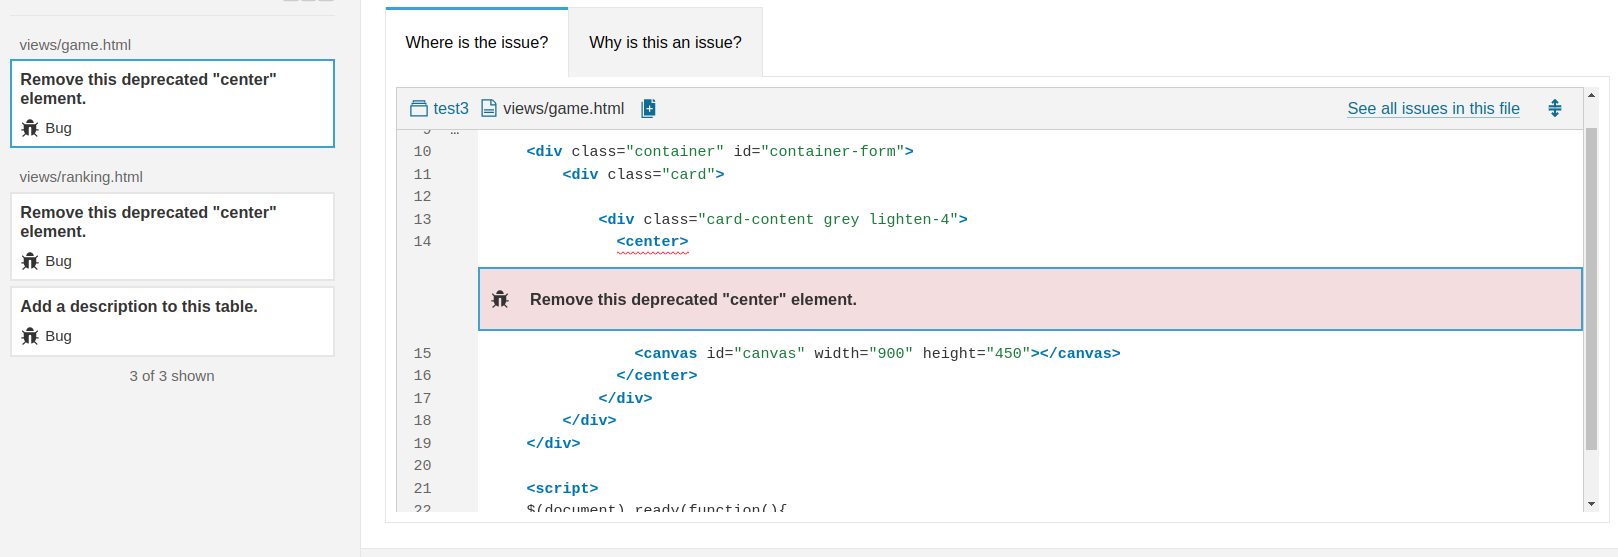 views/game.html
Remove this deprecated "center"
element.
Bug
views/ranking.html
Remove this deprecated "center"
element.
Bug
Add a description to this table.
Bug
3 of 3 shown
Where is the issue?
Why is this an issue?
test3 views/game.html See all issues in this file
9 …
10 <div class="container" id="container-form">
11 <div class="card">
12
13 <div class="card-content grey lighten-4">
14 <center>
Remove this deprecated "center" element.
15 <canvas id="canvas" width="900" height="450"></canvas>
16 </center>
17 </div>
18 </div>
19 </div>
20
21 <script>
22 $(document).ready(function(){